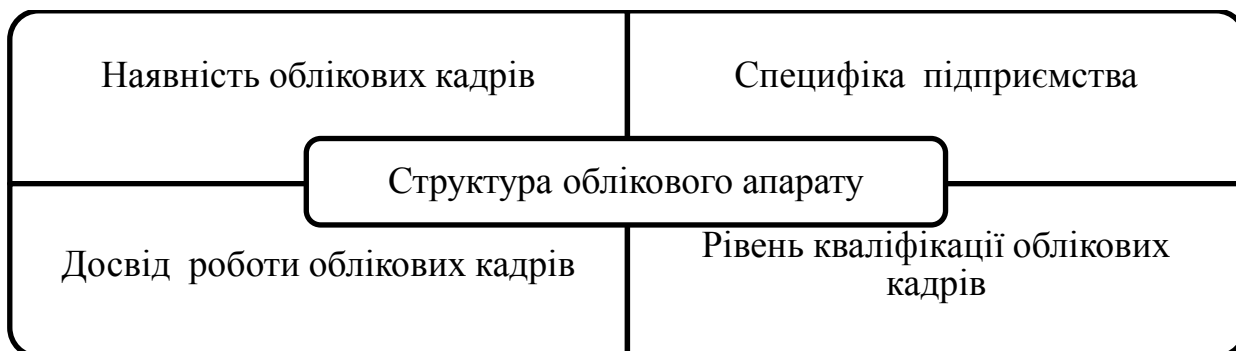 Наявність облікових кадрів
Специфіка підприємства
Структура облікового апарату
Досвід роботи облікових кадрів
Рівень кваліфікації облікових
кадрів